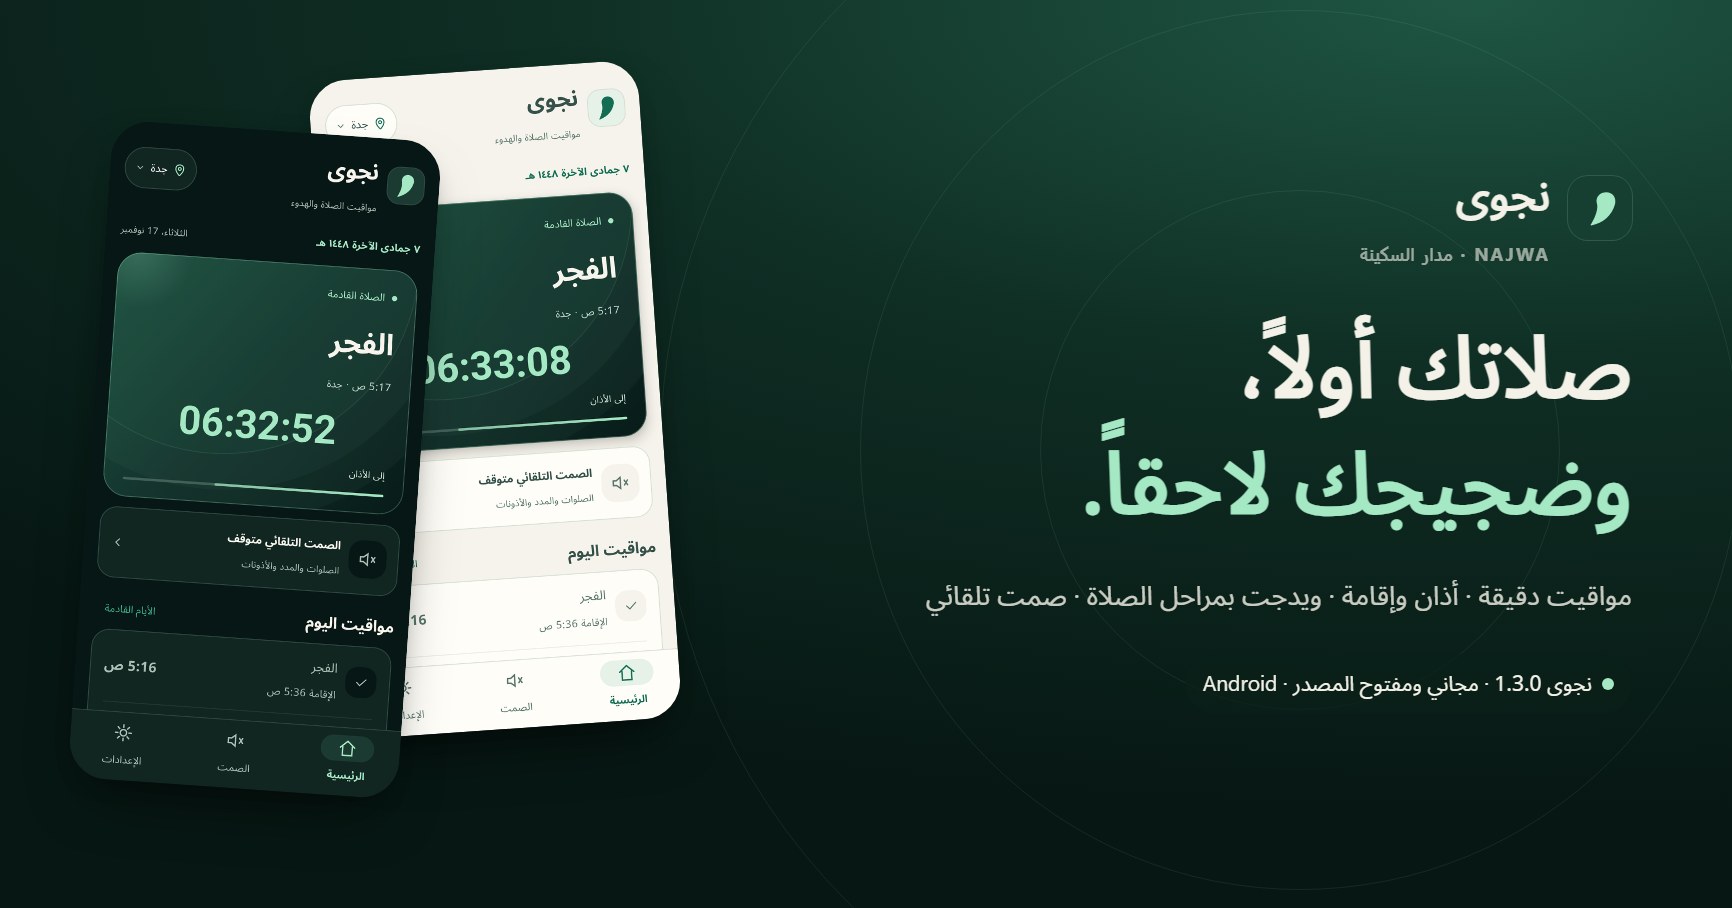 نجوى
NAJWA · مدار السكينة
صلاتك أولاً،
وضجيجك لاحقاً.
مواقيت دقيقة · أذان وإقامة · ويدجت بمراحل الصلاة · صمت تلقائي
نجوى 1.3.0 · مجاني ومفتوح المصدر · Android
نجوى
جدة
مواقيت الصلاة والهدوء
٧ جمادى الآخرة ١٤٤٨ هـ
الصلاة القادمة
الفجر
5:17 ص · جدة
06:33:08
إلى الأذان
الصمت التلقائي متوقف
الصلوات والمدد والأذونات
مواقيت اليوم
الفجر
16
الإقامة 5:36 ص
الرئيسية
الصمت
نجوى
جدة
مواقيت الصلاة والهدوء
٧ جمادى الآخرة ١٤٤٨ هـ
الثلاثاء، 17 نوفمبر
الصلاة القادمة
الفجر
5:17 ص · جدة
06:32:52
إلى الأذان
الصمت التلقائي متوقف
الصلوات والمدد والأذونات
مواقيت اليوم
الأيام القادمة
الفجر
5:16 ص
الإقامة 5:36 ص
الرئيسية
الصمت
الإعدادات